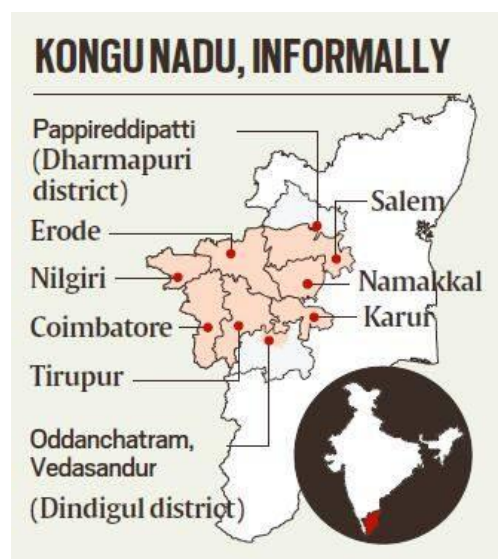 KONGU NADU, INFORMALLY
Pappireddipatti
(Dharmapuri
district)
Salem
Erode
Nilgiri
Namakkal
Coimbatore
Karur
Tirupur
Oddanchatram,
Vedasandur
(Dindigul district)